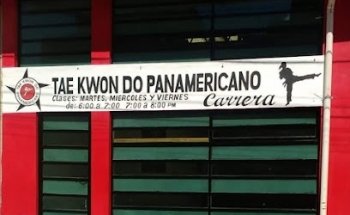 TAE KWON DO PANAMERICANO
Clases: MARTES, MIERCOLES Y VIERNES
de: 6:00 a 7:00 7:00 a 8:00 PM
Carrera